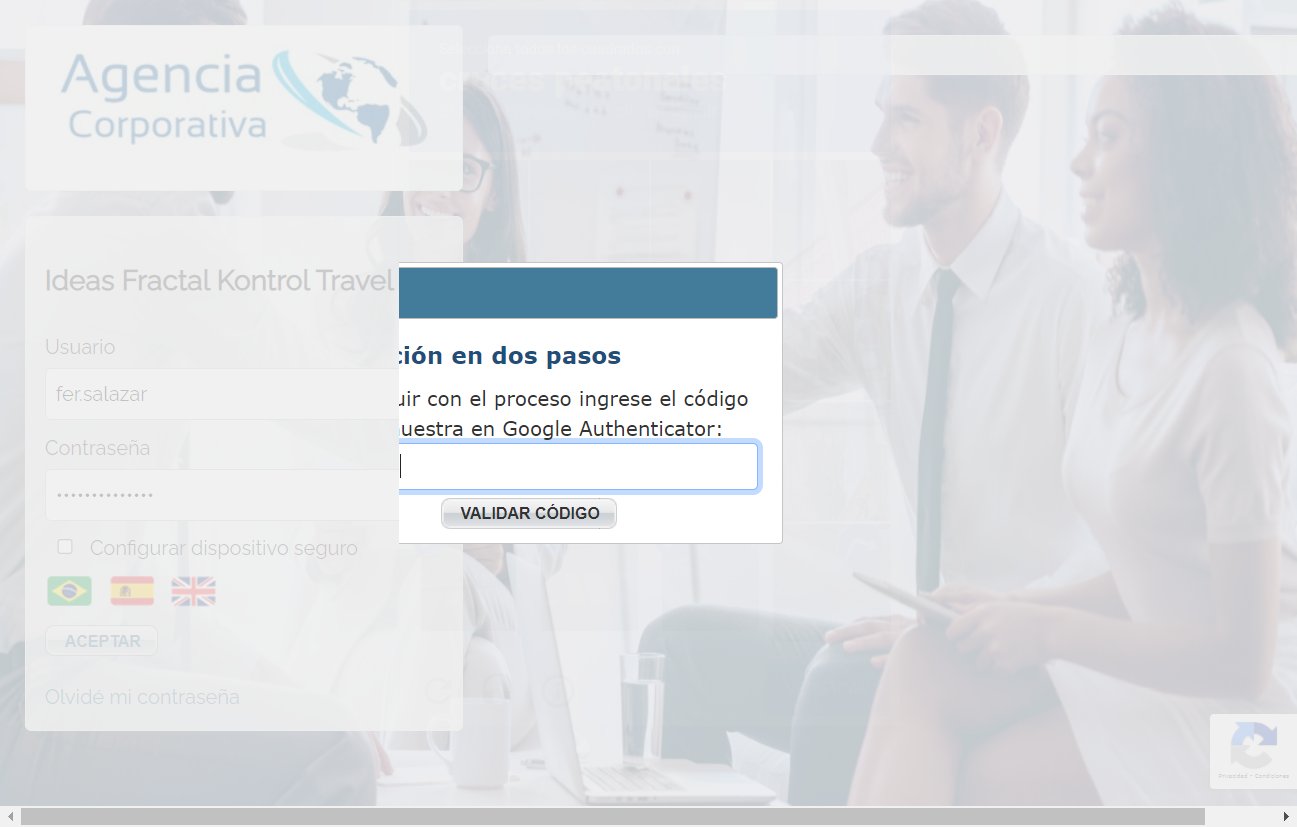 Agencia
Corporativa
Ideas Fractal Kontrol Travel
Usuario
fer.salazar
Contraseña
Configurar dispositivo seguro
ACEPTAR
Olvidé mi contraseña
ción en dos pasos
uir con el proceso ingrese el código
uestra en Google Authenticator:
VALIDAR CÓDIGO
Privacidad - Condiciones